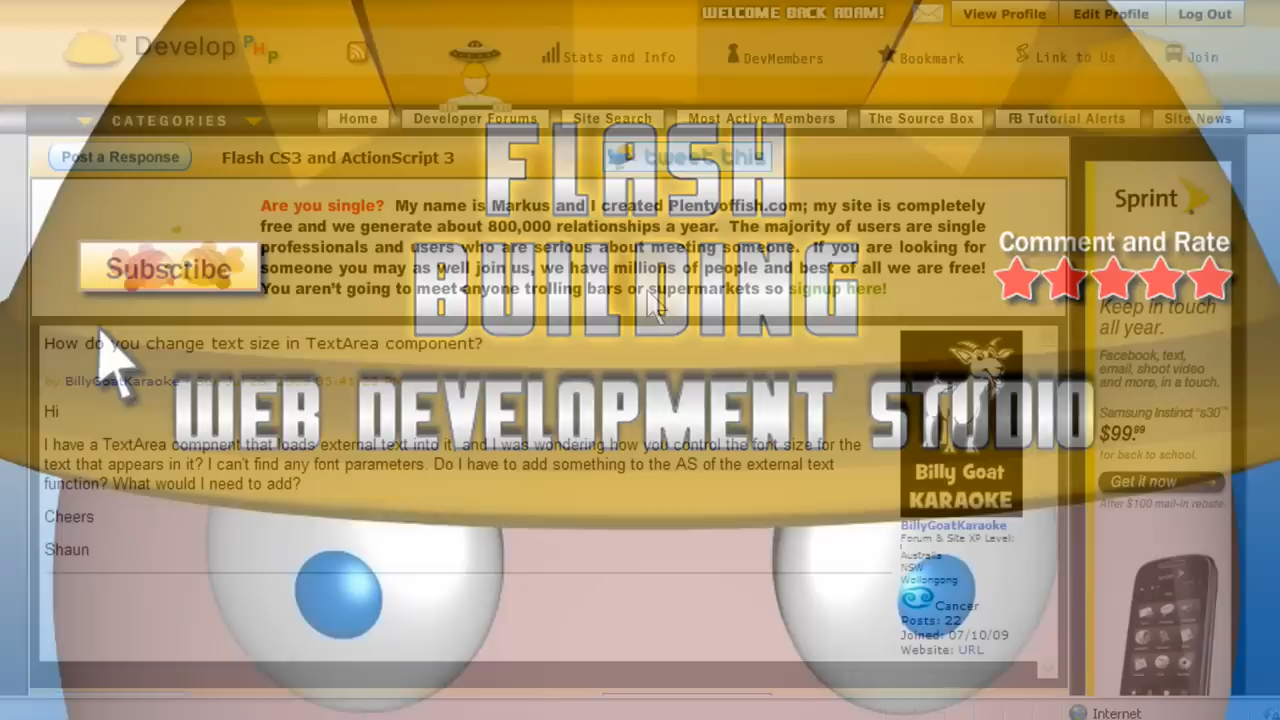 WELCOME BACK ADAM!
View Profile
Edit Profile
Log Out
Develop PHP
Stats and Info
DevMembers
Bookmark
Link to Us
Join
CATEGORIES
Home
Developer Forums
Site Search
Most Active Members
The Source Box
FB Tutorial Alerts
Site News
Post a Response
Flash CS3 and ActionScript 3
tweet this
FLASH
BUILDING
WEB DEVELOPMENT STUDIO
Are you single? My name is Markus and I created Plentyoffish.com; my site is completely
free and we generate about 800,000 relationships a year. The majority of users are single
professionals and users who are serious about meeting someone. If you are looking for
someone you may as well join us, we have millions of people and best of all we are free!
You aren't going to meet anyone trolling bars or supermarkets so signup here!
Subscribe
Comment and Rate
Sprint
Keep in touch
all year.
Facebook, text,
email, shoot video
and more, in a touch.
Samsung Instinct "s30™
$99.99
for back to school.
Get it now
After $100 mail-in rebate.
How do you change text size in TextArea component?
by BillyGoatKaraoke
Hi
I have a TextArea compnent that loads external text into it, and I was wondering how you control the font size for the
text that appears in it? I can't find any font parameters. Do I have to add something to the AS of the external text
function? What would I need to add?
Cheers
Shaun
Billy Goat
KARAOKE
BillyGoatKaraoke
Forum & Site XP Level:
Australia
NSW
Wollongong
Cancer
Posts: 22
Joined: 07/10/09
Website: URL
Internet